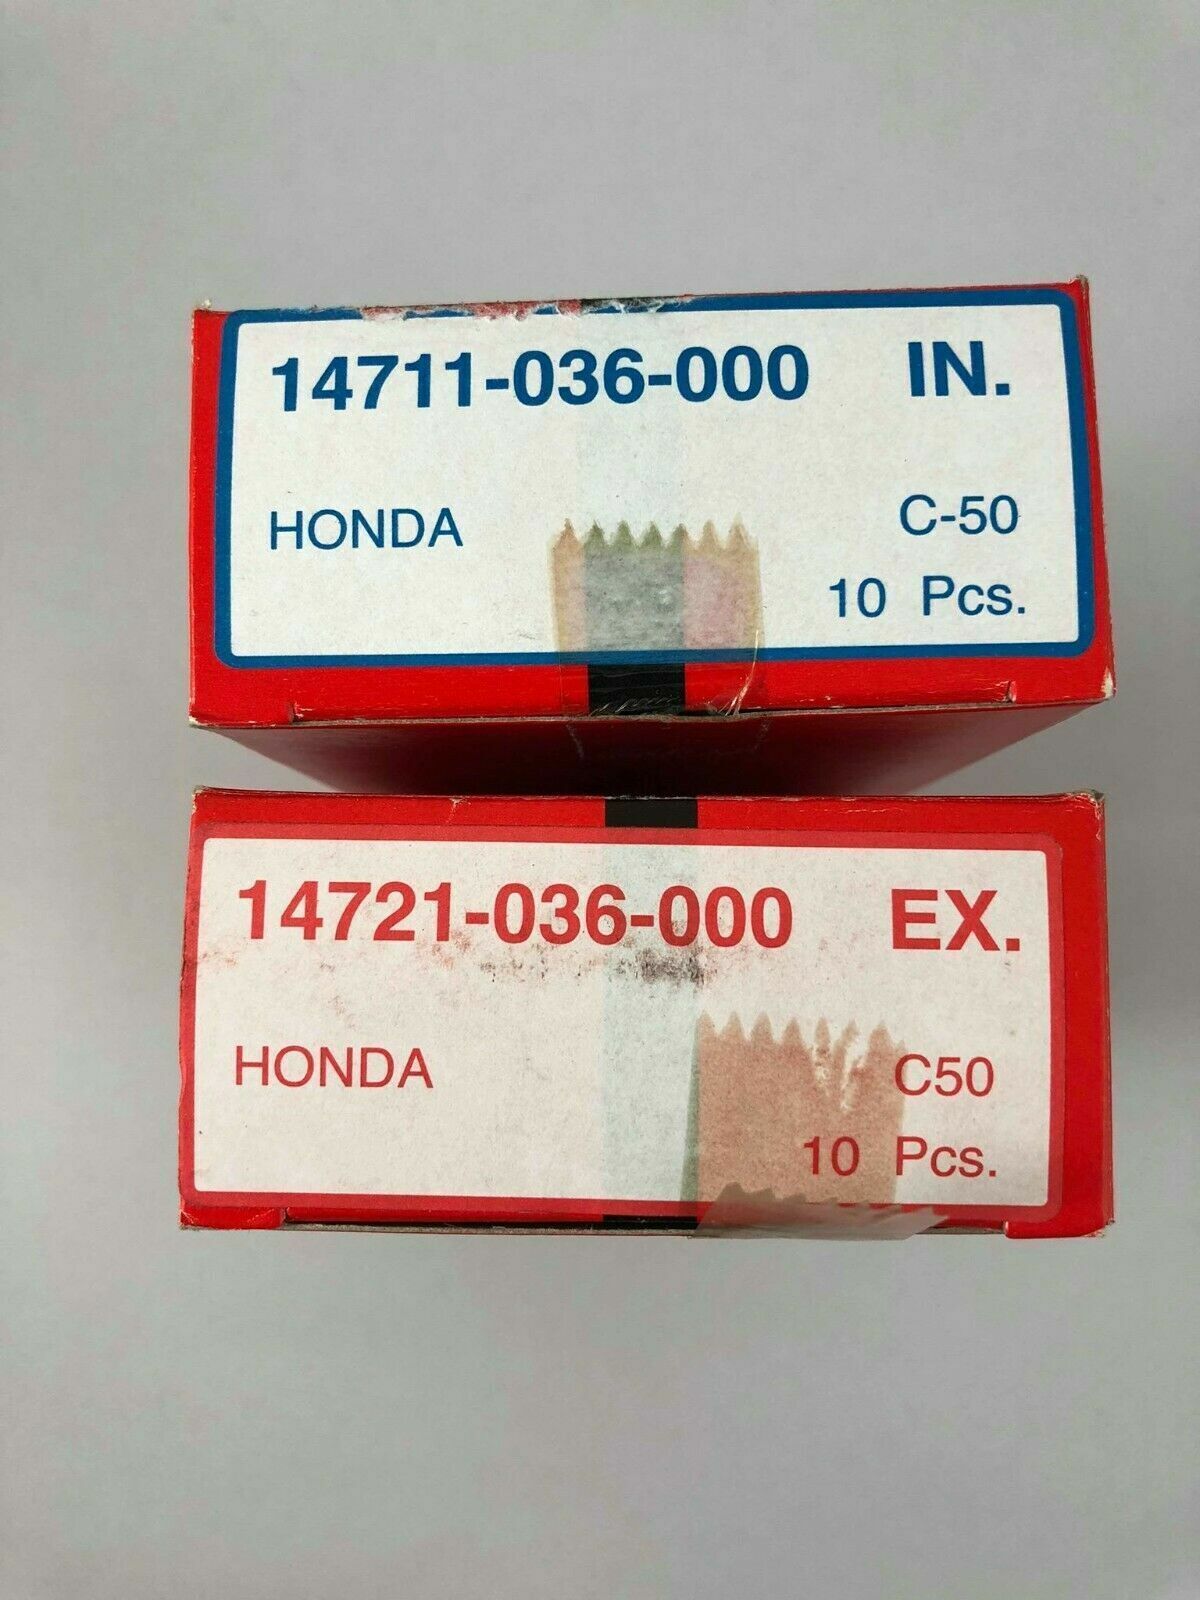 14711-036-000 IN.
HONDA C-50
10 Pcs.
14721-036-000 EX.
HONDA C50
10 Pcs.